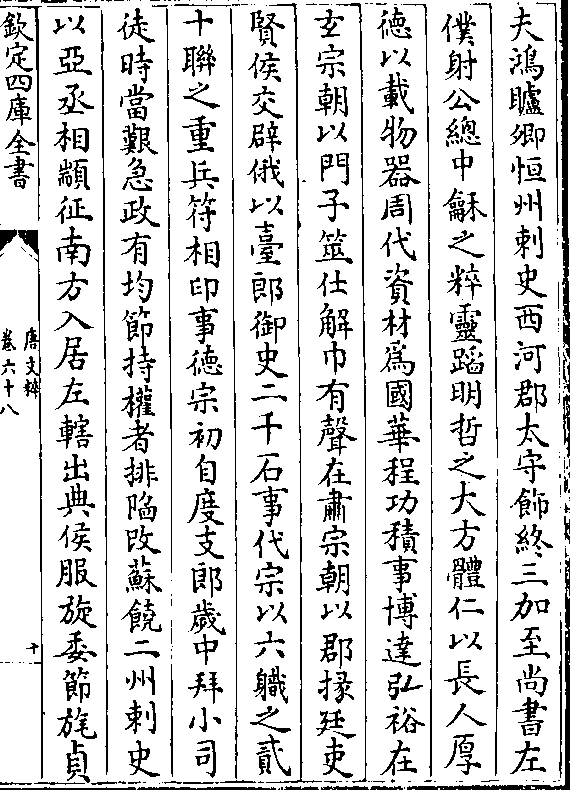 夫鴻臚卿恒州刺史西河郡太守飾終三加至尚書左
僕射公總中龢之粹靈蹈明哲之大方體仁以長人厚
德以載物器周代資材為國華程功積事博達弘裕在
玄宗朝以門子筮仕解巾有聲在肅宗朝以郡掾廷吏
賢侯交辟俄以臺郎御史二千石事代宗以六職之貳
十聯之重兵符相印事德宗初自度支郎歲中拜小司
徒時當艱急政有均節持權者排陷改蘇饒二州刺史
以亞丞相顓征南方入居左轄出典侯服旋委節旄貞
欽定四庫全書
唐文粹
卷六十八
十